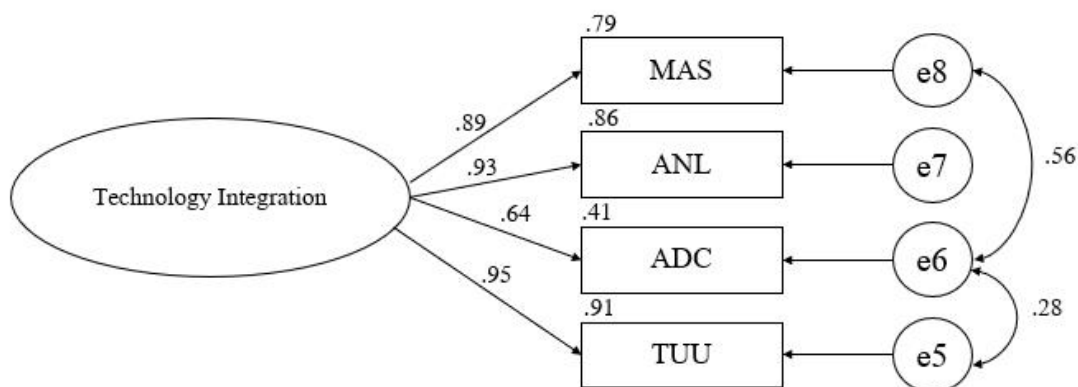 .79
MAS
e8
.89
.86
.56
.93
ANL
e7
Technology Integration
.64
.41
ADC
e6
.95
.28
.91
TUU
e5